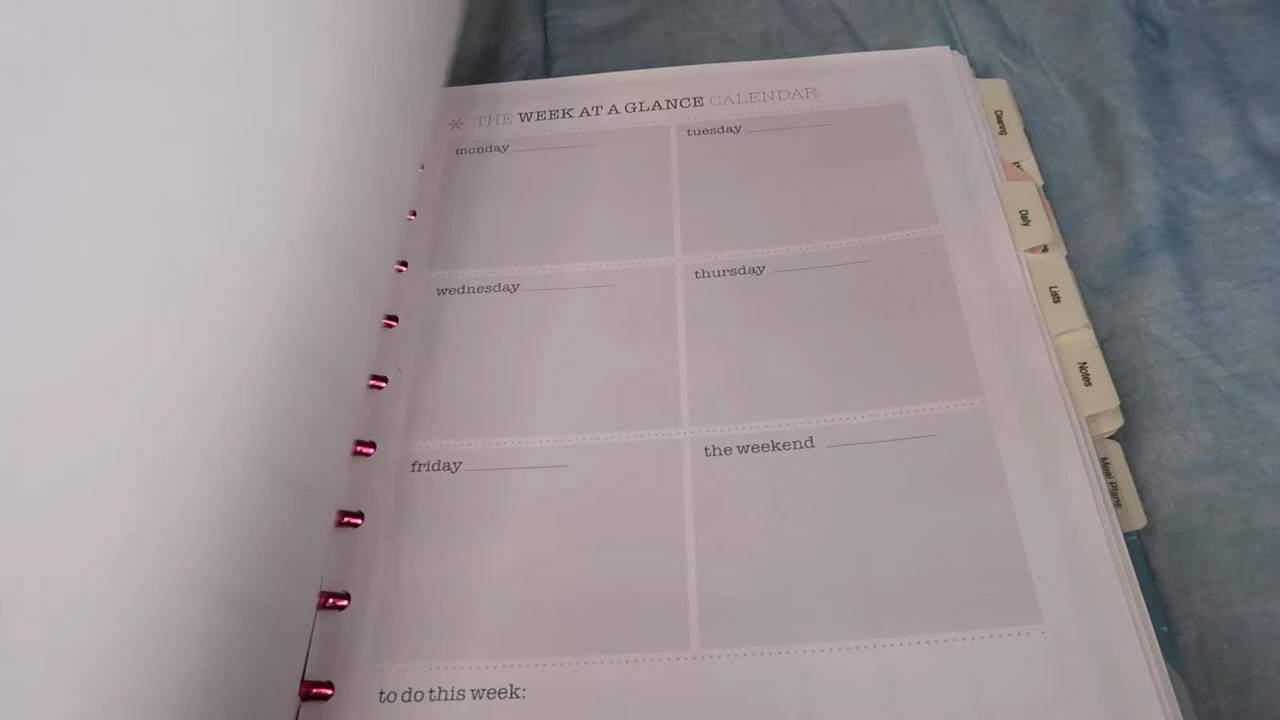 THE WEEK AT A GLANCE CALENDAR
monday
tuesday
wednesday
thursday
friday
the weekend
to do this week:
Cleaning
Daily
Lists
Notes
Meal Plans